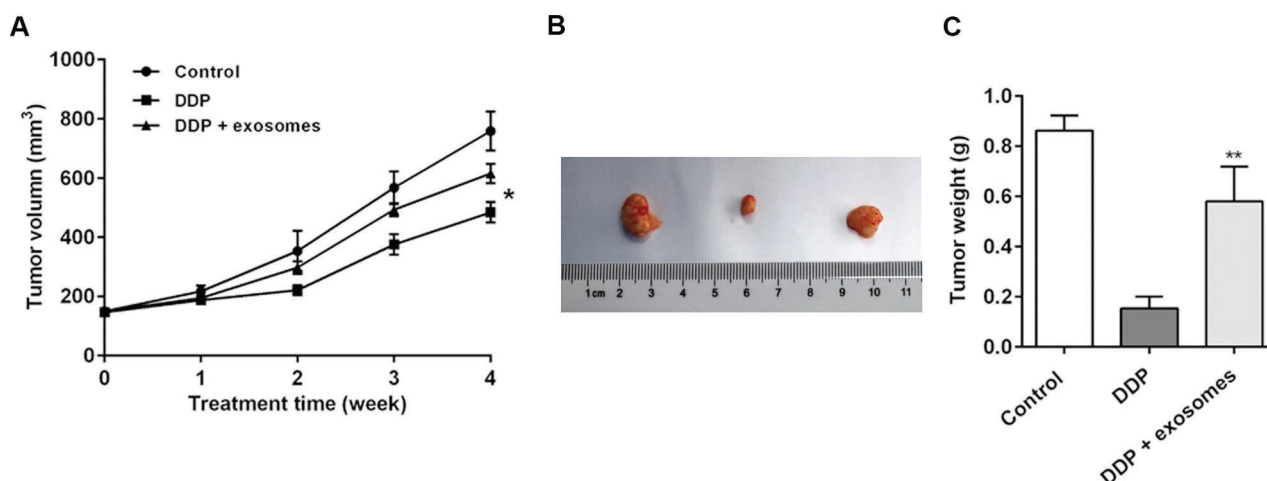 A
Tumor volumn (mm³)
1000
800
600
400
200
0
Control
DDP
DDP + exosomes
*
0 1 2 3 4
Treatment time (week)
B
1cm 2 3 4 5 6 7 8 9 10 11
C
Tumor weight (g)
1.0
0.8
0.6
0.4
0.2
0.0
**
Control
DDP
DDP + exosomes